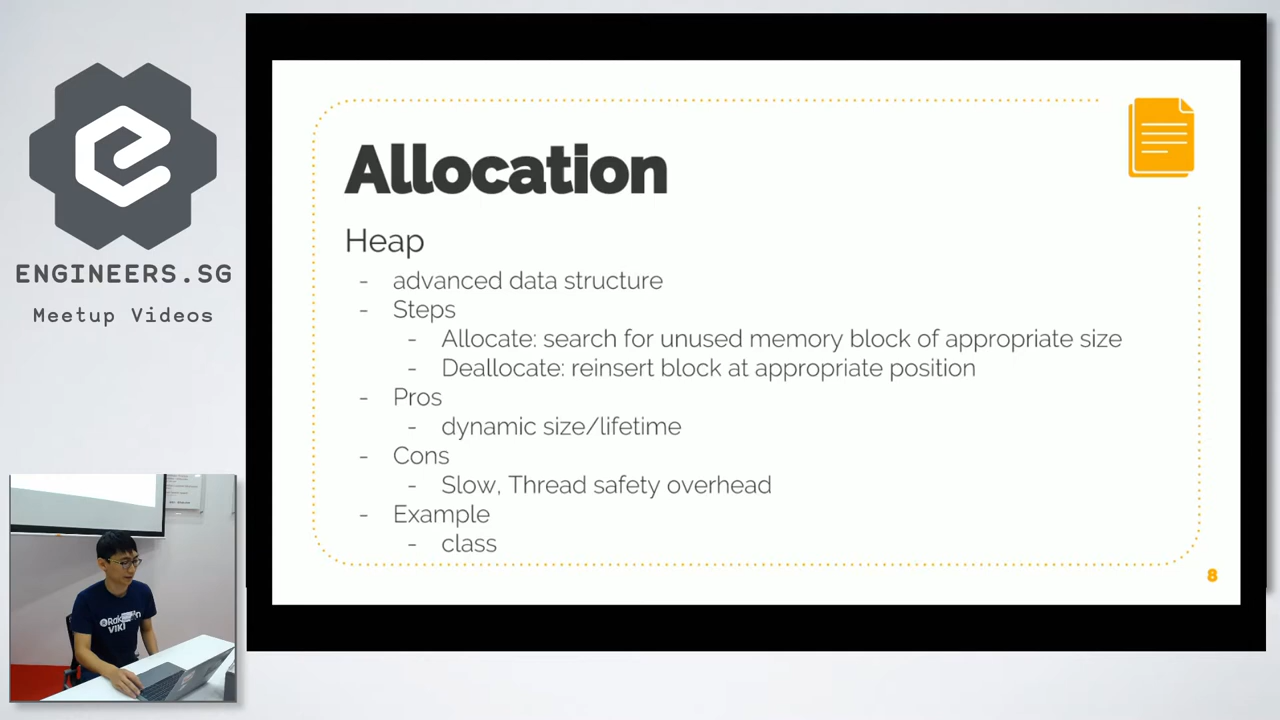 ENGINEERS.SG
Meetup Videos
Allocation
Heap
- advanced data structure
- Steps
- Allocate: search for unused memory block of appropriate size
- Deallocate: reinsert block at appropriate position
- Pros
- dynamic size/lifetime
- Cons
- Slow, Thread safety overhead
- Example
- class
8
VIKI